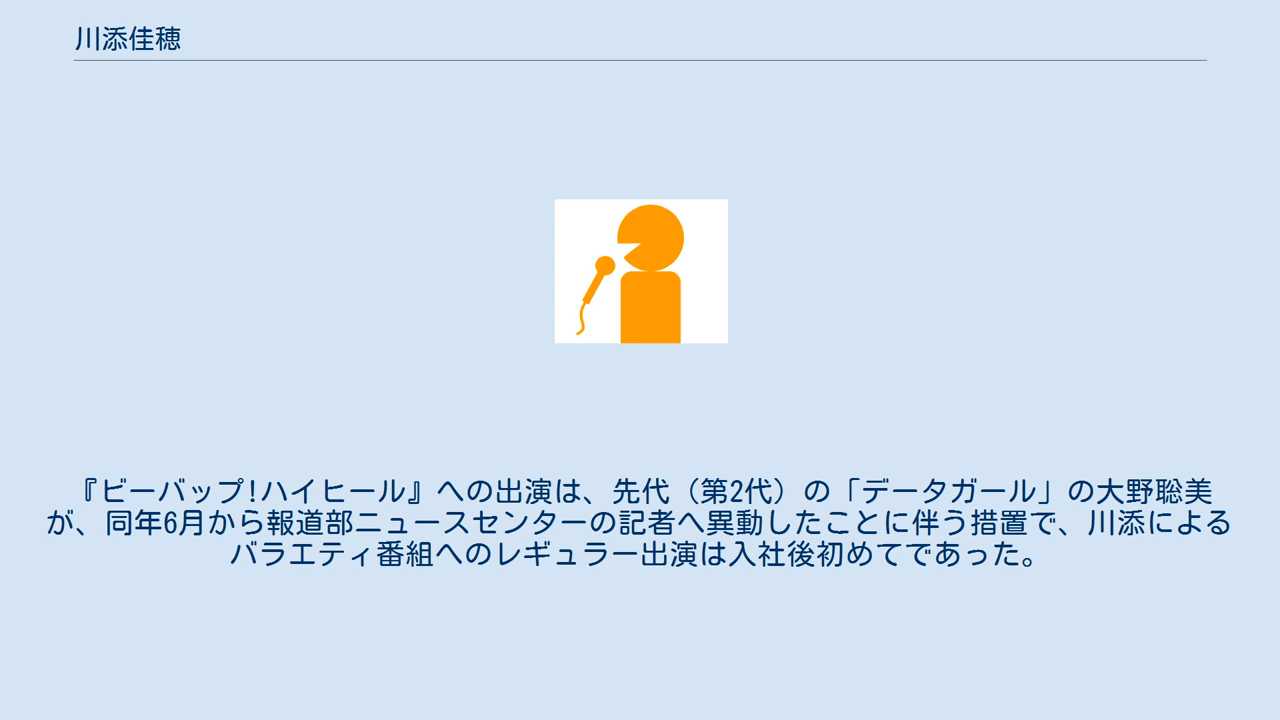 川添佳穂
『ビーバップ!ハイヒール』への出演は、先代（第2代）の「データガール」の大野聡美
が、同年6月から報道部ニュースセンターの記者へ異動したことに伴う措置で、川添による
バラエティ番組へのレギュラー出演は入社後初めてであった。